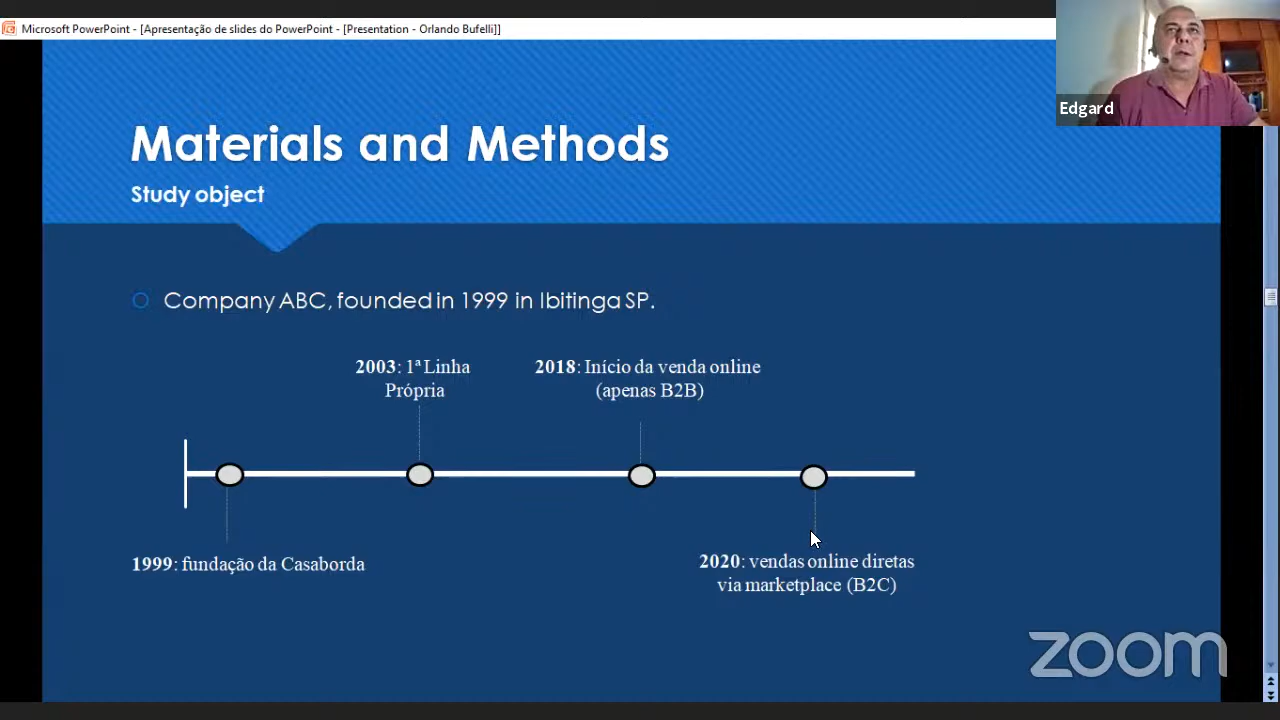 Microsoft PowerPoint - [Apresentação de slides do PowerPoint - [Presentation - Orlando Bufelli]]
Edgard
Materials and Methods
Study object
Company ABC, founded in 1999 in Ibitinga SP.
2003: 1ª Linha
Própria
2018: Início da venda online
(apenas B2B)
1999: fundação da Casaborda
2020: vendas online diretas
via marketplace (B2C)
zoom